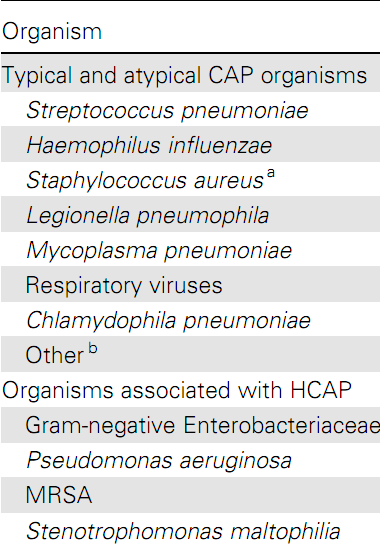 Organism
Typical and atypical CAP organisms
Streptococcus pneumoniae
Haemophilus influenzae
Staphylococcus aureus a
Legionella pneumophila
Mycoplasma pneumoniae
Respiratory viruses
Chlamydophila pneumoniae
Other b
Organisms associated with HCAP
Gram-negative Enterobacteriaceae
Pseudomonas aeruginosa
MRSA
Stenotrophomonas maltophilia